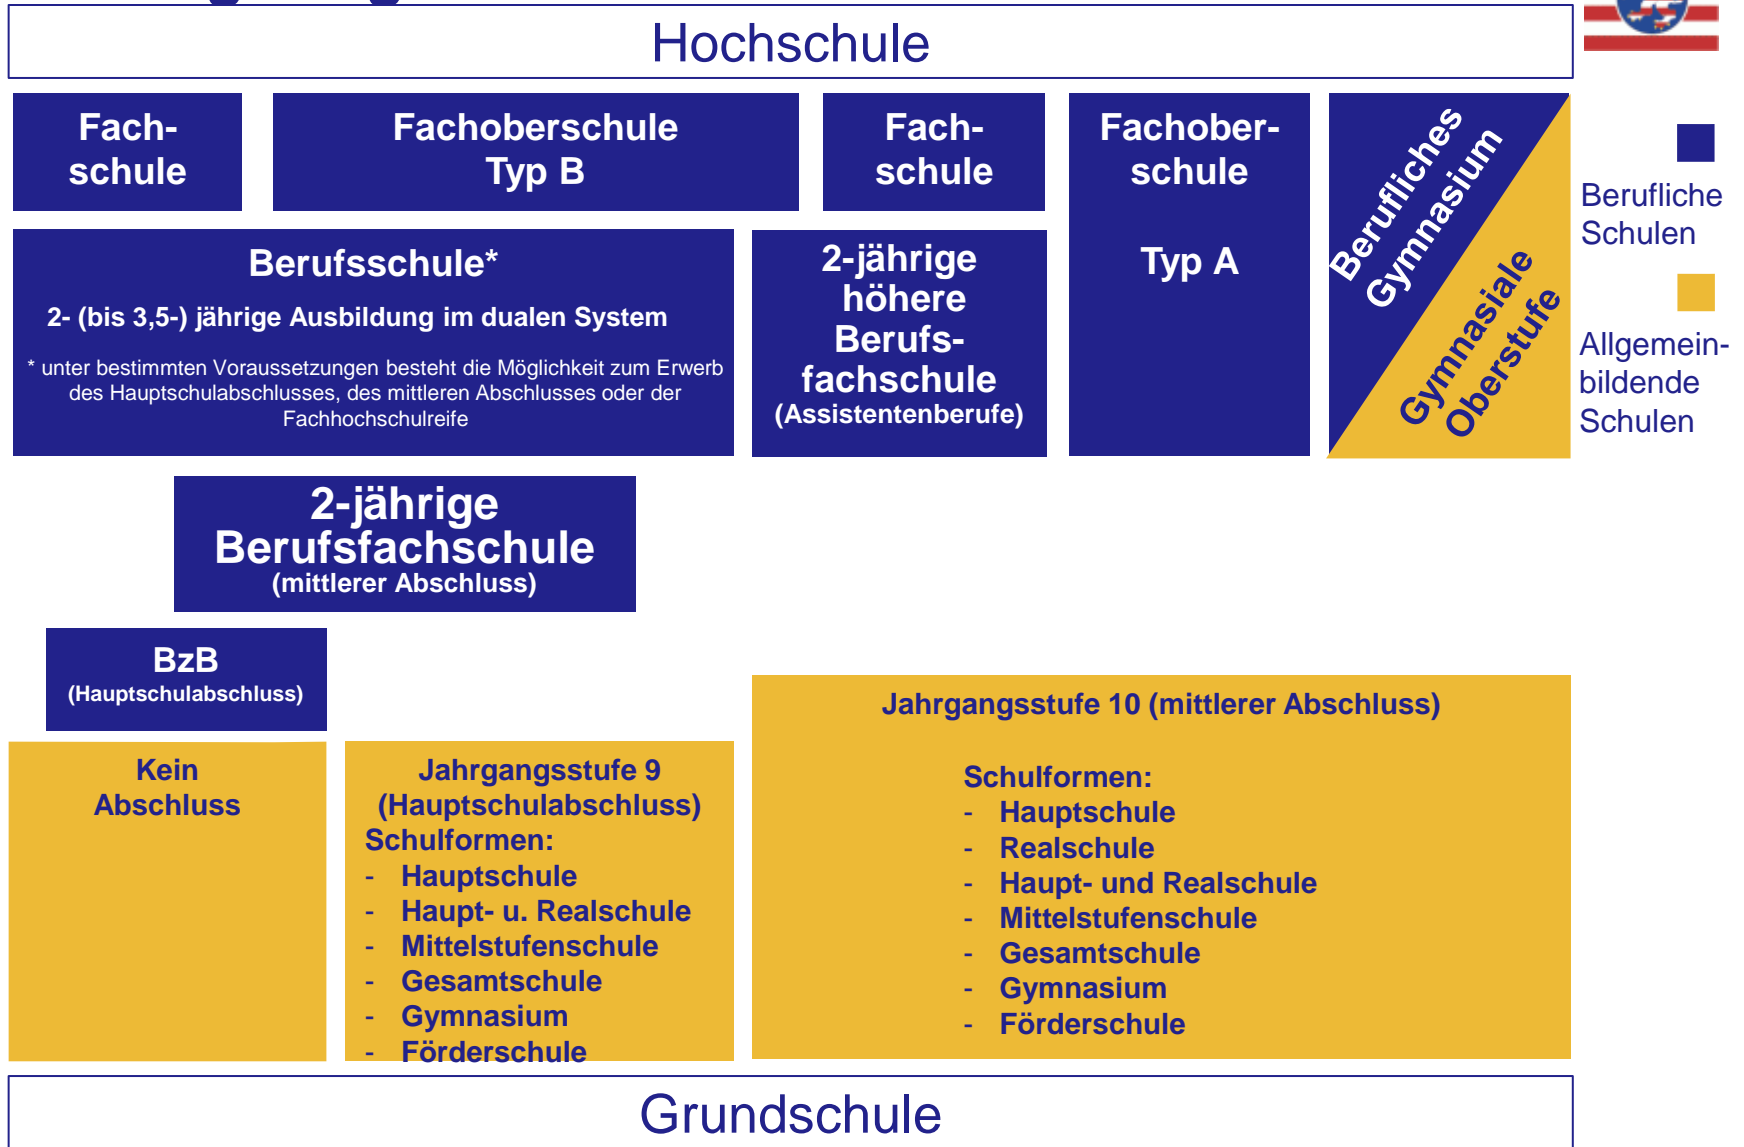 Hochschule
Fach-
schule
Fachoberschule
Typ B
Fach-
schule
Fachober-
schule
Typ A
Berufliches
Gymnasium
Gymnasiale
Oberstufe
Berufliche
Schulen
Allgemein-
bildende
Schulen
Berufsschule*
2- (bis 3,5-) jährige Ausbildung im dualen System
* unter bestimmten Voraussetzungen besteht die Möglichkeit zum Erwerb
des Hauptschulabschlusses, des mittleren Abschlusses oder der
Fachhochschulreife
2-jährige
höhere
Berufs-
fachschule
(Assistentenberufe)
2-jährige
Berufsfachschule
(mittlerer Abschluss)
BzB
(Hauptschulabschluss)
Kein
Abschluss
Jahrgangsstufe 9
(Hauptschulabschluss)
Schulformen:
- Hauptschule
- Haupt- u. Realschule
- Mittelstufenschule
- Gesamtschule
- Gymnasium
- Förderschule
Jahrgangsstufe 10 (mittlerer Abschluss)
Schulformen:
- Hauptschule
- Realschule
- Haupt- und Realschule
- Mittelstufenschule
- Gesamtschule
- Gymnasium
- Förderschule
Grundschule